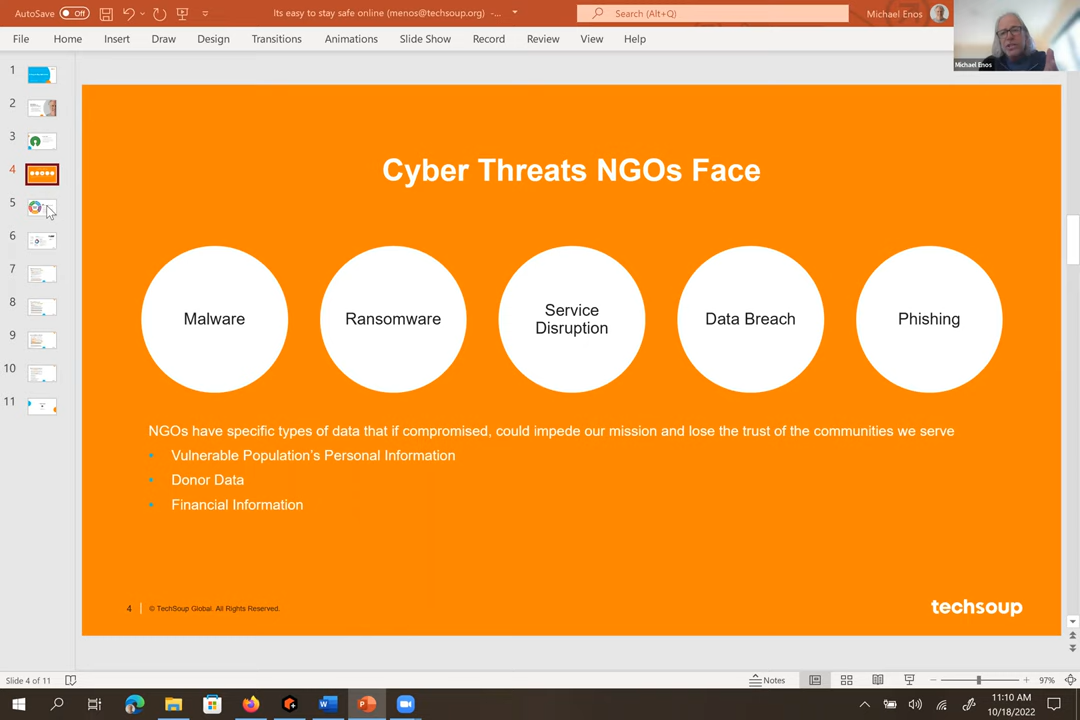 AutoSave Off Its easy to stay safe online (menos@techsoup.org) -... Search (Alt+Q) Michael Enos
File Home Insert Draw Design Transitions Animations Slide Show Record Review View Help
Michael Enos
1
2
3
4
5
6
7
8
9
10
11
Cyber Threats NGOs Face
Malware
Ransomware
Service
Disruption
Data Breach
Phishing
NGOs have specific types of data that if compromised, could impede our mission and lose the trust of the communities we serve
• Vulnerable Population's Personal Information
• Donor Data
• Financial Information
4 © TechSoup Global. All Rights Reserved.
techsoup
Slide 4 of 11 Notes 97%
11:10 AM
10/18/2022